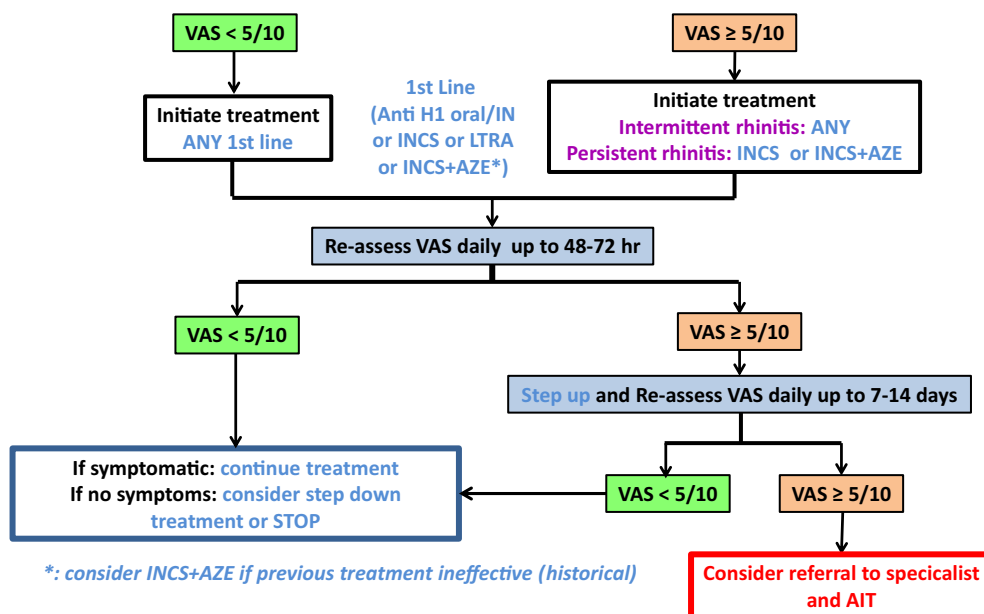 VAS < 5/10
VAS ≥ 5/10
Initiate treatment
ANY 1st line
1st Line
(Anti H1 oral/IN
or INCS or LTRA
or INCS+AZE*)
Initiate treatment
Intermittent rhinitis: ANY
Persistent rhinitis: INCS or INCS+AZE
Re-assess VAS daily up to 48-72 hr
VAS < 5/10
VAS ≥ 5/10
Step up and Re-assess VAS daily up to 7-14 days
If symptomatic: continue treatment
If no symptoms: consider step down
treatment or STOP
VAS < 5/10
VAS ≥ 5/10
*: consider INCS+AZE if previous treatment ineffective (historical)
Consider referral to specicalist
and AIT